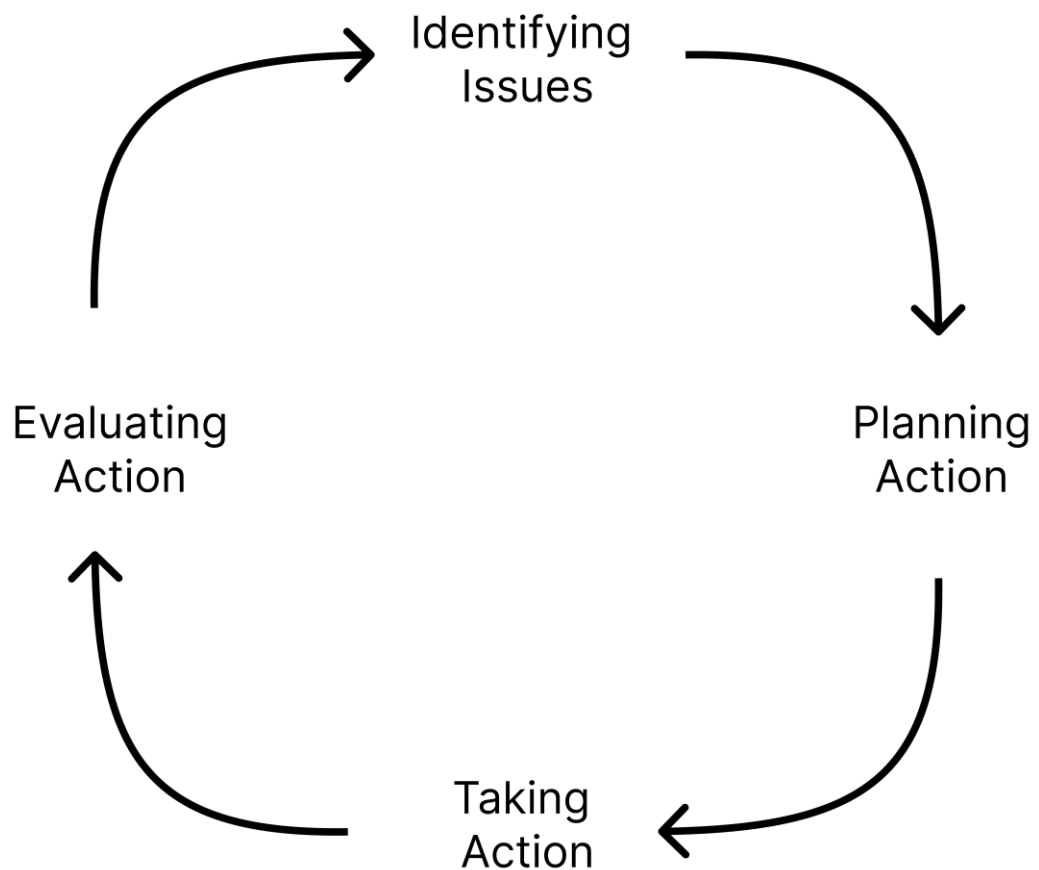 Identifying
Issues
Planning
Action
Taking
Action
Evaluating
Action